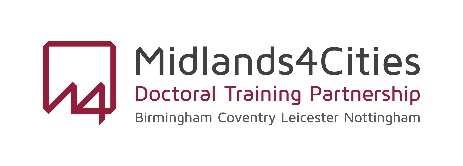 Midlands4Cities
Doctoral Training Partnership
Birmingham Coventry Leicester Nottingham